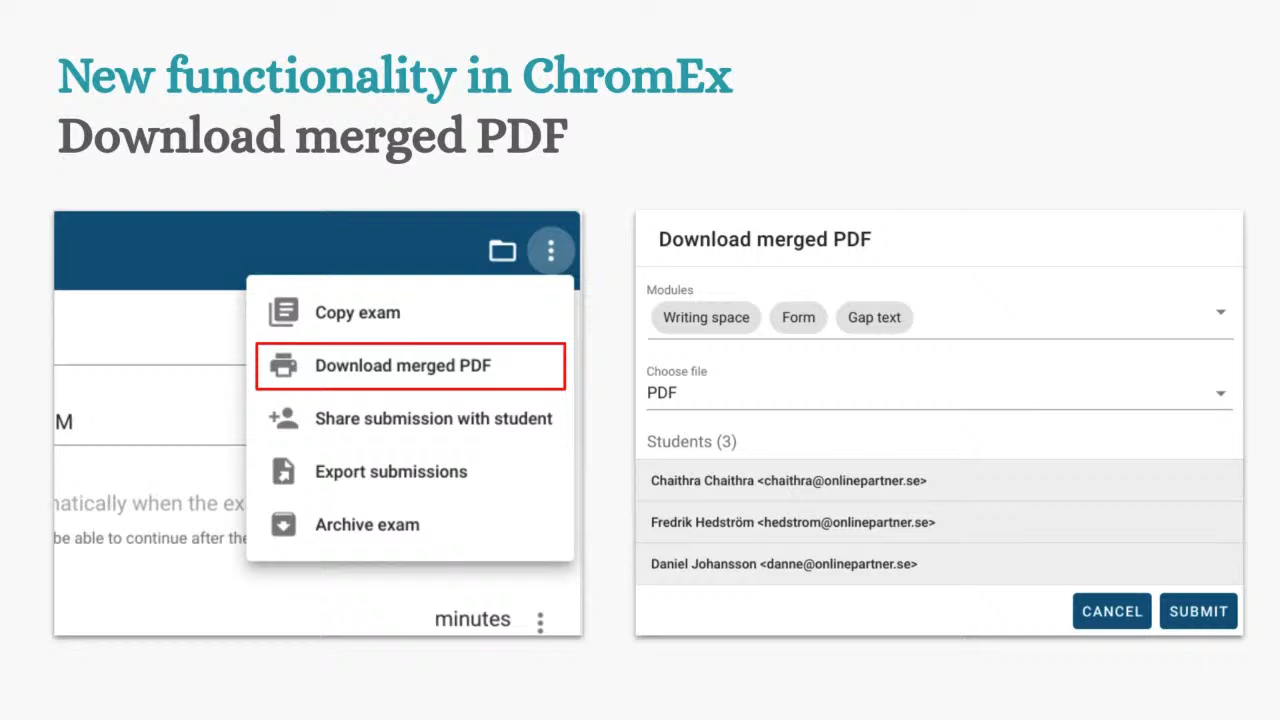 New functionality in ChromEx
Download merged PDF
Copy exam
Download merged PDF
M
Share submission with student
Export submissions
matically when the ex
Archive exam
be able to continue after the
minutes
Download merged PDF
Modules
Writing space Form Gap text
Choose file
PDF
Students (3)
Chaithra Chaithra <chaithra@onlinepartner.se>
Fredrik Hedström <hedstrom@onlinepartner.se>
Daniel Johansson <danne@onlinepartner.se>
CANCEL SUBMIT